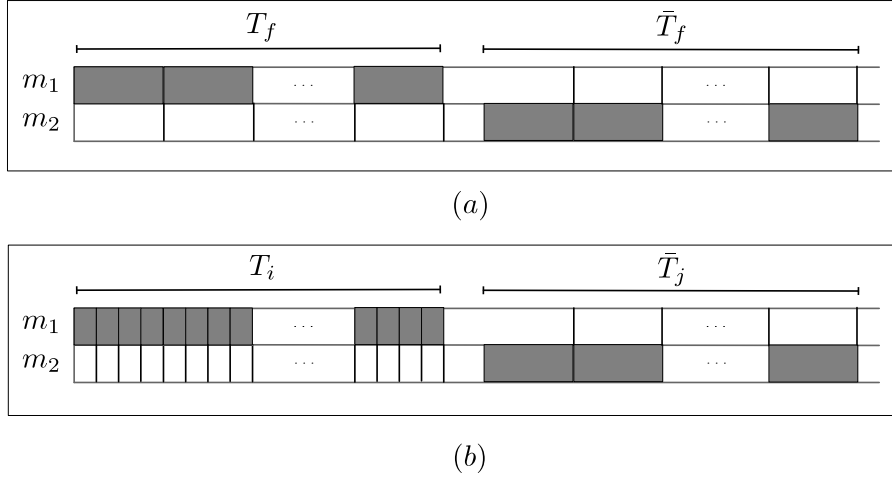 T_f    T̄_f
m_1 ... ...
m_2 ... ...
(a)
T_i    T̄_j
m_1 ... ...
m_2 ... ...
(b)